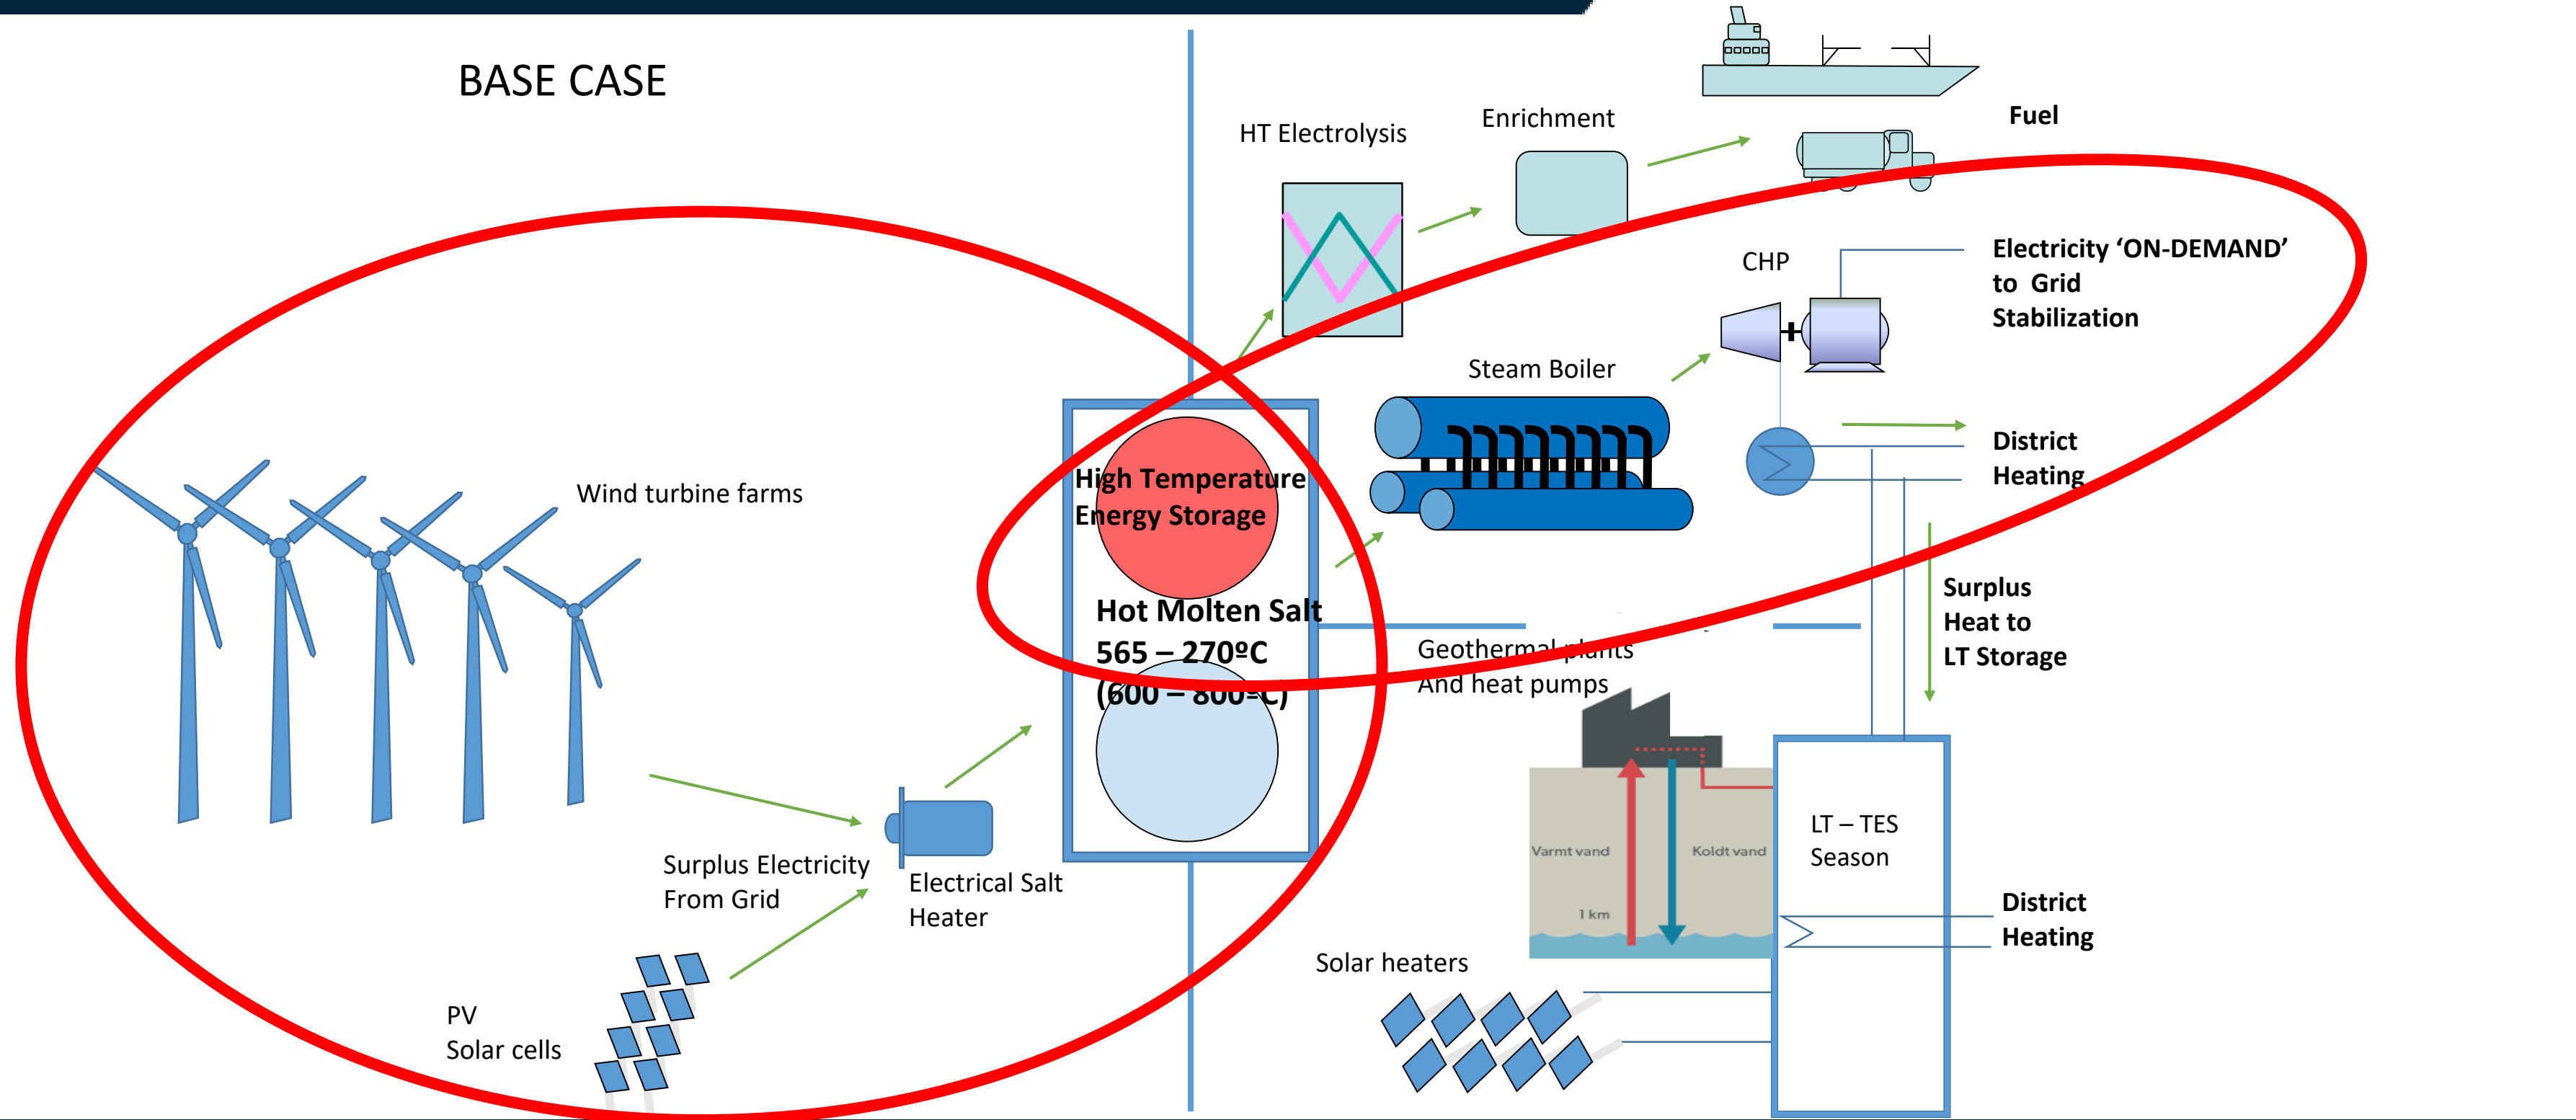 BASE CASE
HT Electrolysis
Enrichment
Fuel
CHP
Electricity ‘ON-DEMAND’
to Grid
Stabilization
Steam Boiler
District
Heating
Wind turbine farms
High Temperature
Energy Storage
Hot Molten Salt
565 – 270ºC
(600 – 800ºC)
Geothermal plants
And heat pumps
Surplus
Heat to
LT Storage
Surplus Electricity
From Grid
Electrical Salt
Heater
Varmt vand
Koldt vand
1 km
LT – TES
Season
District
Heating
Solar heaters
PV
Solar cells